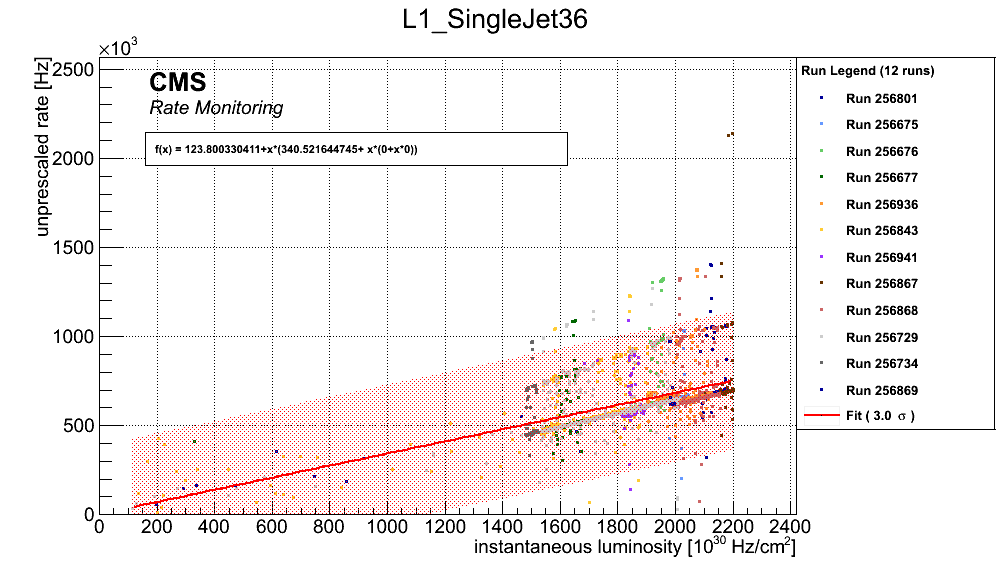 L1_SingleJet36
×10³
unprescaled rate [Hz]
2500
2000
1500
1000
500
0
CMS
Rate Monitoring
f(x) = 123.800330411+x*(340.521644745+ x*(0+x*0))
0 200 400 600 800 1000 1200 1400 1600 1800 2000 2200 2400
instantaneous luminosity [10³⁰ Hz/cm²]
Run Legend (12 runs)
Run 256801
Run 256675
Run 256676
Run 256677
Run 256936
Run 256843
Run 256941
Run 256867
Run 256868
Run 256729
Run 256734
Run 256869
Fit ( 3.0 σ )